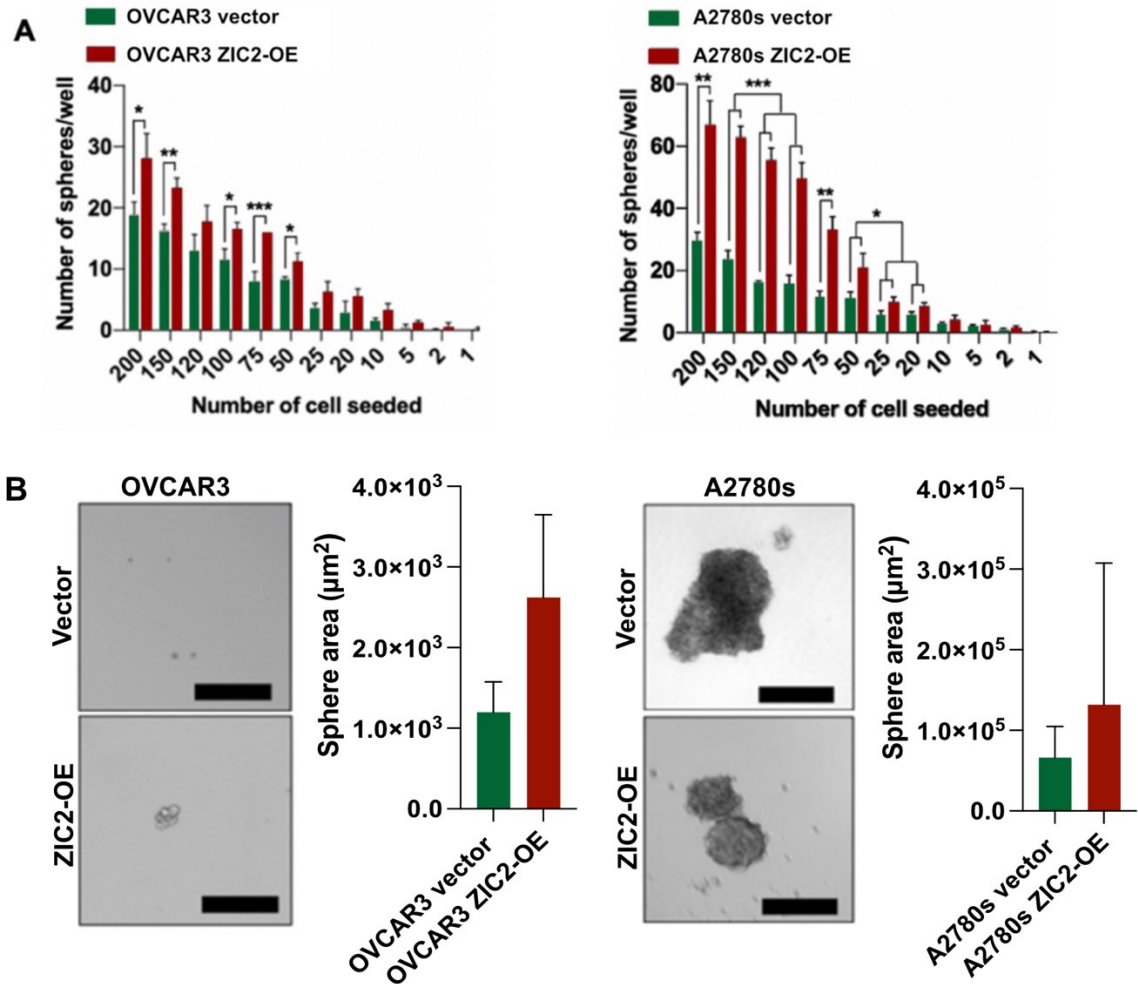 A
OVCAR3 vector
OVCAR3 ZIC2-OE
Number of spheres/well
40
30
20
10
0
*
**
*
***
*
200 150 120 100 75 50 25 20 10 5 2 1
Number of cell seeded
A2780s vector
A2780s ZIC2-OE
Number of spheres/well
80
60
40
20
0
**
***
**
*
200 150 120 100 75 50 25 20 10 5 2 1
Number of cell seeded
B
OVCAR3
Vector
ZIC2-OE
Sphere area (µm²)
4.0×10³
3.0×10³
2.0×10³
1.0×10³
0.0
OVCAR3 vector
OVCAR3 ZIC2-OE
A2780s
Vector
ZIC2-OE
Sphere area (µm²)
4.0×10⁵
3.0×10⁵
2.0×10⁵
1.0×10⁵
0.0
A2780s vector
A2780s ZIC2-OE